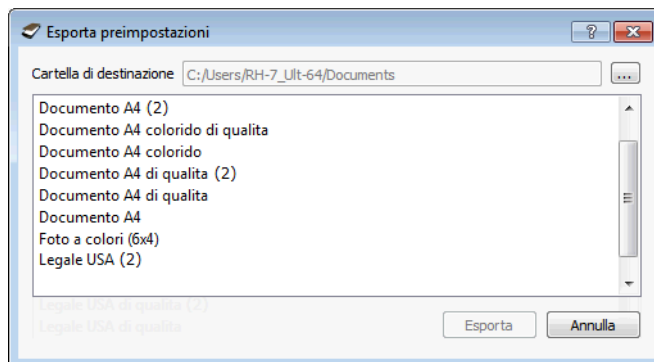 Esporta preimpostazioni
Cartella di destinazione C:/Users/RH-7_Ult-64/Documents ...
Documento A4 (2)
Documento A4 colorido di qualita
Documento A4 colorido
Documento A4 di qualita (2)
Documento A4 di qualita
Documento A4
Foto a colori (6x4)
Legale USA (2)
Legale USA di qualita (2)
Legale USA di qualita
Esporta Annulla